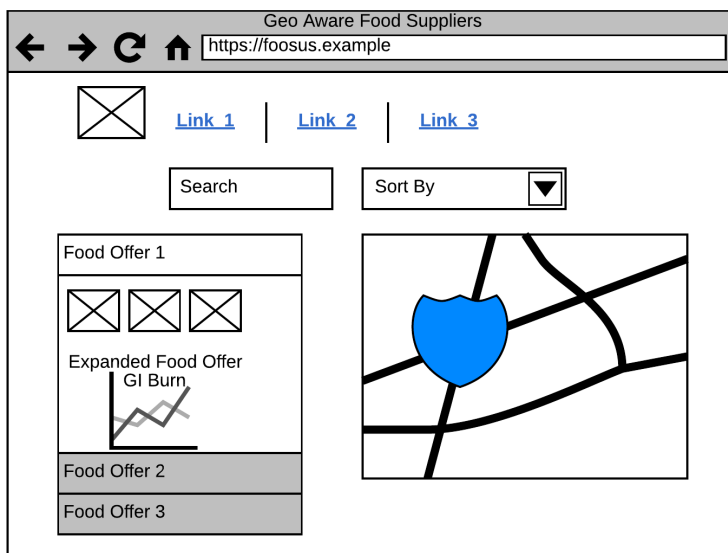 Geo Aware Food Suppliers
https://foosus.example
Link 1
Link 2
Link 3
Search
Sort By
Food Offer 1
Expanded Food Offer
GI Burn
Food Offer 2
Food Offer 3